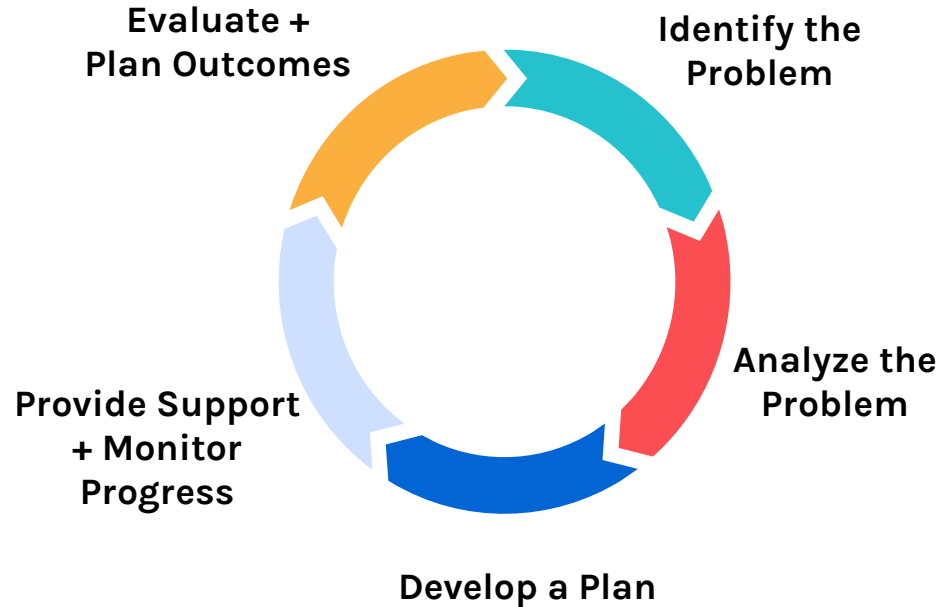 Evaluate +
Plan Outcomes
Identify the
Problem
Analyze the
Problem
Provide Support
+ Monitor
Progress
Develop a Plan